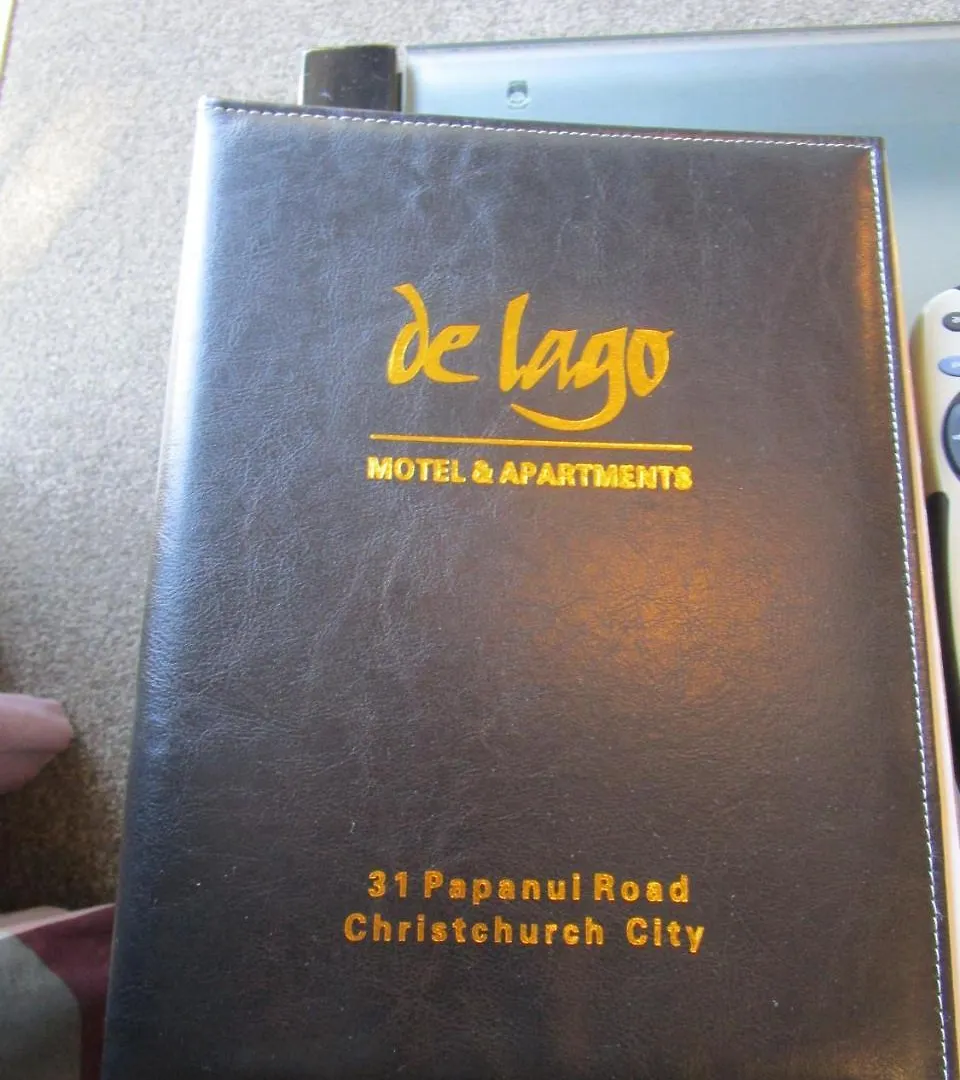 de lago
MOTEL & APARTMENTS
31 Papanui Road
Christchurch City